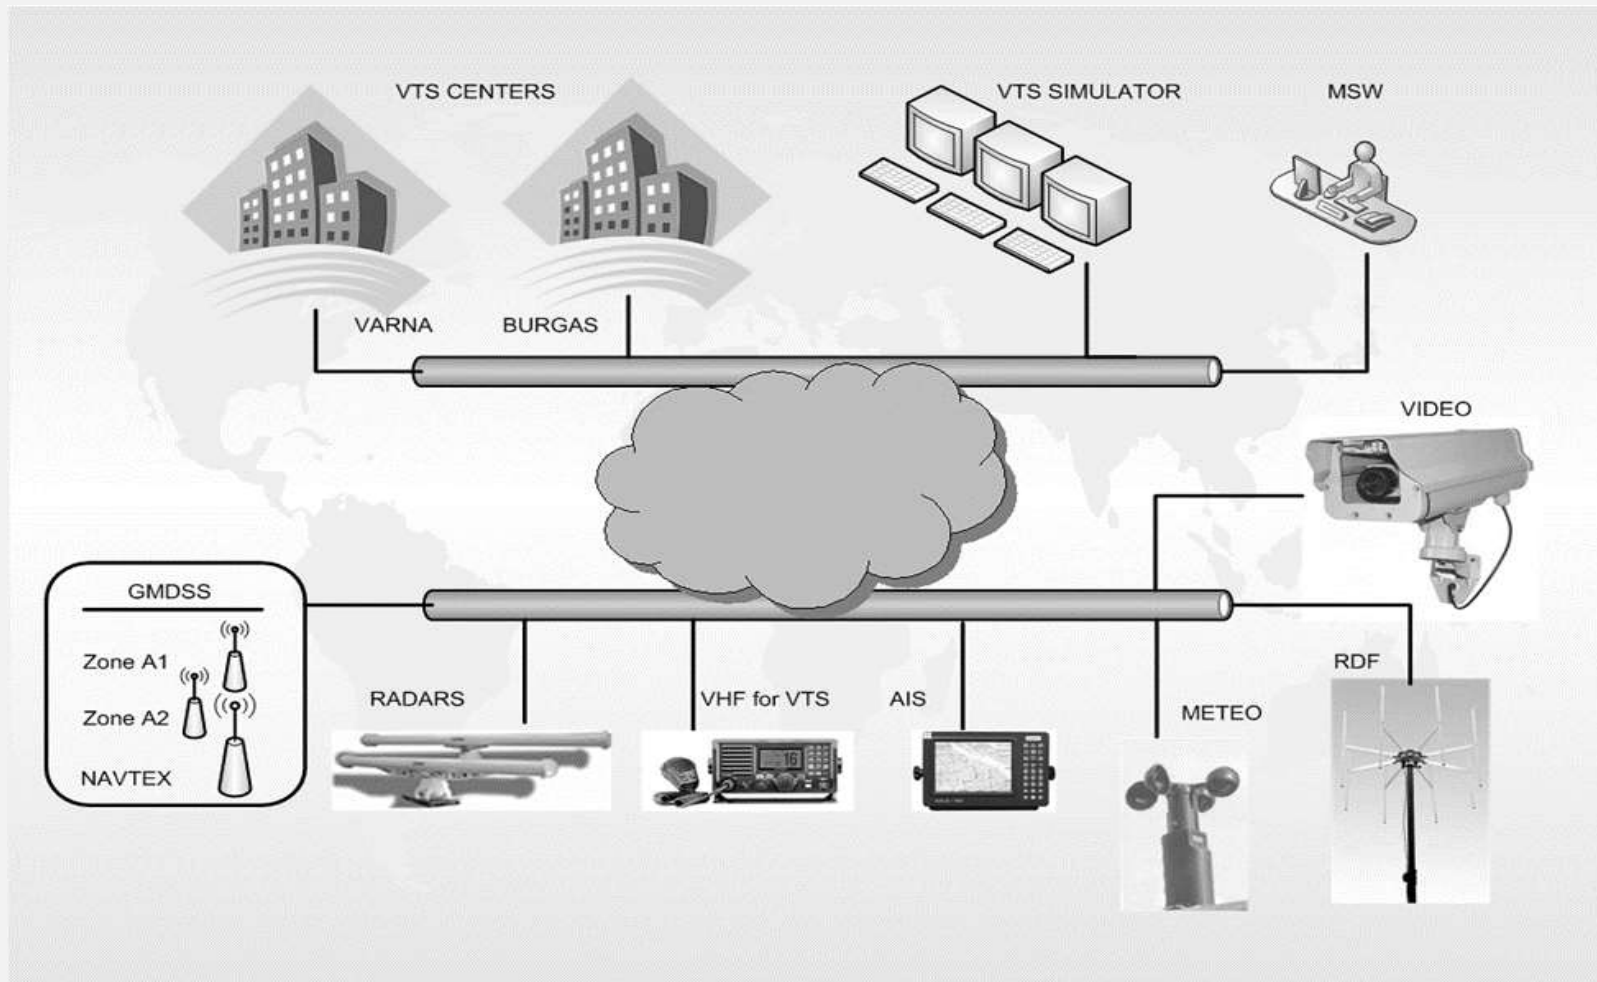 VTS CENTERS
VTS SIMULATOR
MSW
VARNA
BURGAS
VIDEO
GMDSS
Zone A1
Zone A2
NAVTEX
RADARS
VHF for VTS
AIS
METEO
RDF
16